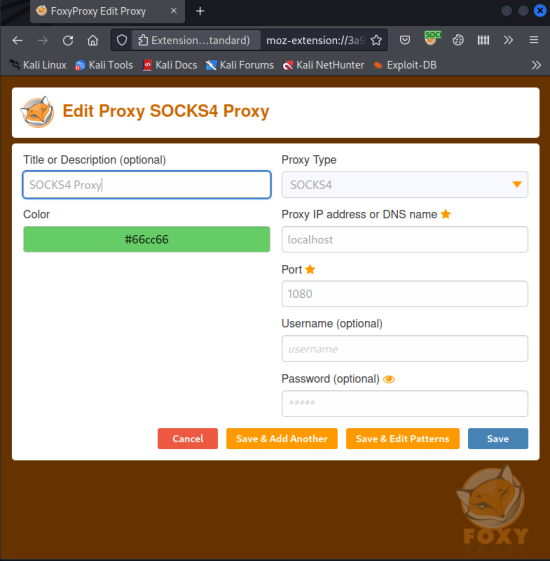 FoxyProxy Edit Proxy
Extension...tandard)
moz-extension://3a9
SOC
Kali Linux
Kali Tools
Kali Docs
Kali Forums
Kali NetHunter
Exploit-DB
Edit Proxy SOCKS4 Proxy
Title or Description (optional)
SOCKS4 Proxy
Color
#66cc66
Proxy Type
SOCKS4
Proxy IP address or DNS name
localhost
Port
1080
Username (optional)
username
Password (optional)
*****
Cancel
Save & Add Another
Save & Edit Patterns
Save
FOXY